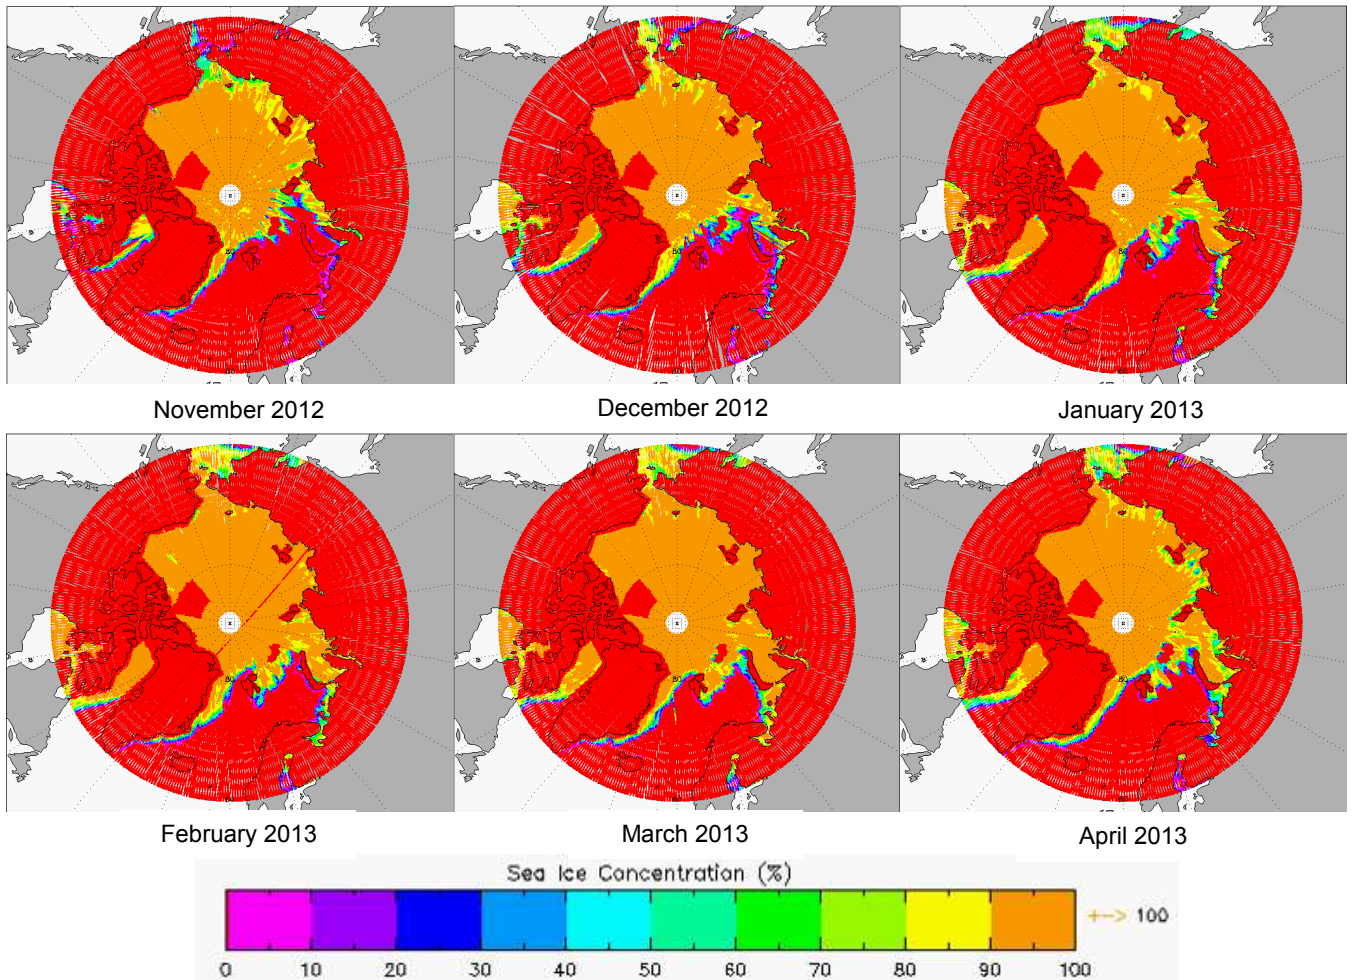 November 2012
December 2012
January 2013
February 2013
March 2013
April 2013
Sea Ice Concentration (%)
+--> 100
0 10 20 30 40 50 60 70 80 90 100